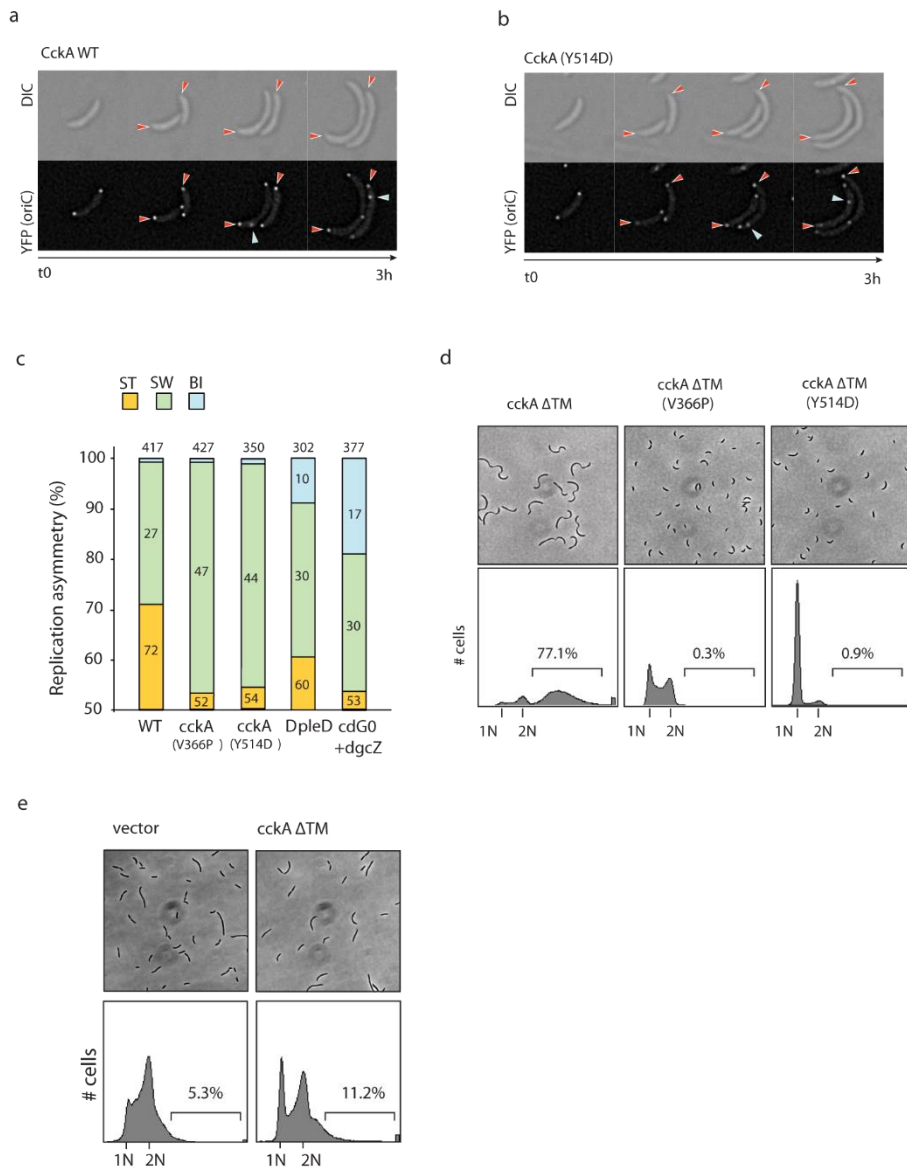 a
CckA WT
DIC
YFP (oriC)
t0
3h
b
CckA (Y514D)
DIC
YFP (oriC)
t0
3h
c
ST SW BI
Replication asymmetry (%)
417 427 350 302 377
100
90
80
70
60
50
27
72
47
52
44
54
10
30
60
17
30
53
WT cckA cckA DpleD cdG0
(V366P ) (Y514D) +dgcZ
d
cckA ΔTM cckA ΔTM cckA ΔTM
(V366P) (Y514D)
# cells
77.1% 0.3% 0.9%
1N 2N 1N 2N 1N 2N
e
vector cckA ΔTM
# cells
5.3% 11.2%
1N 2N 1N 2N